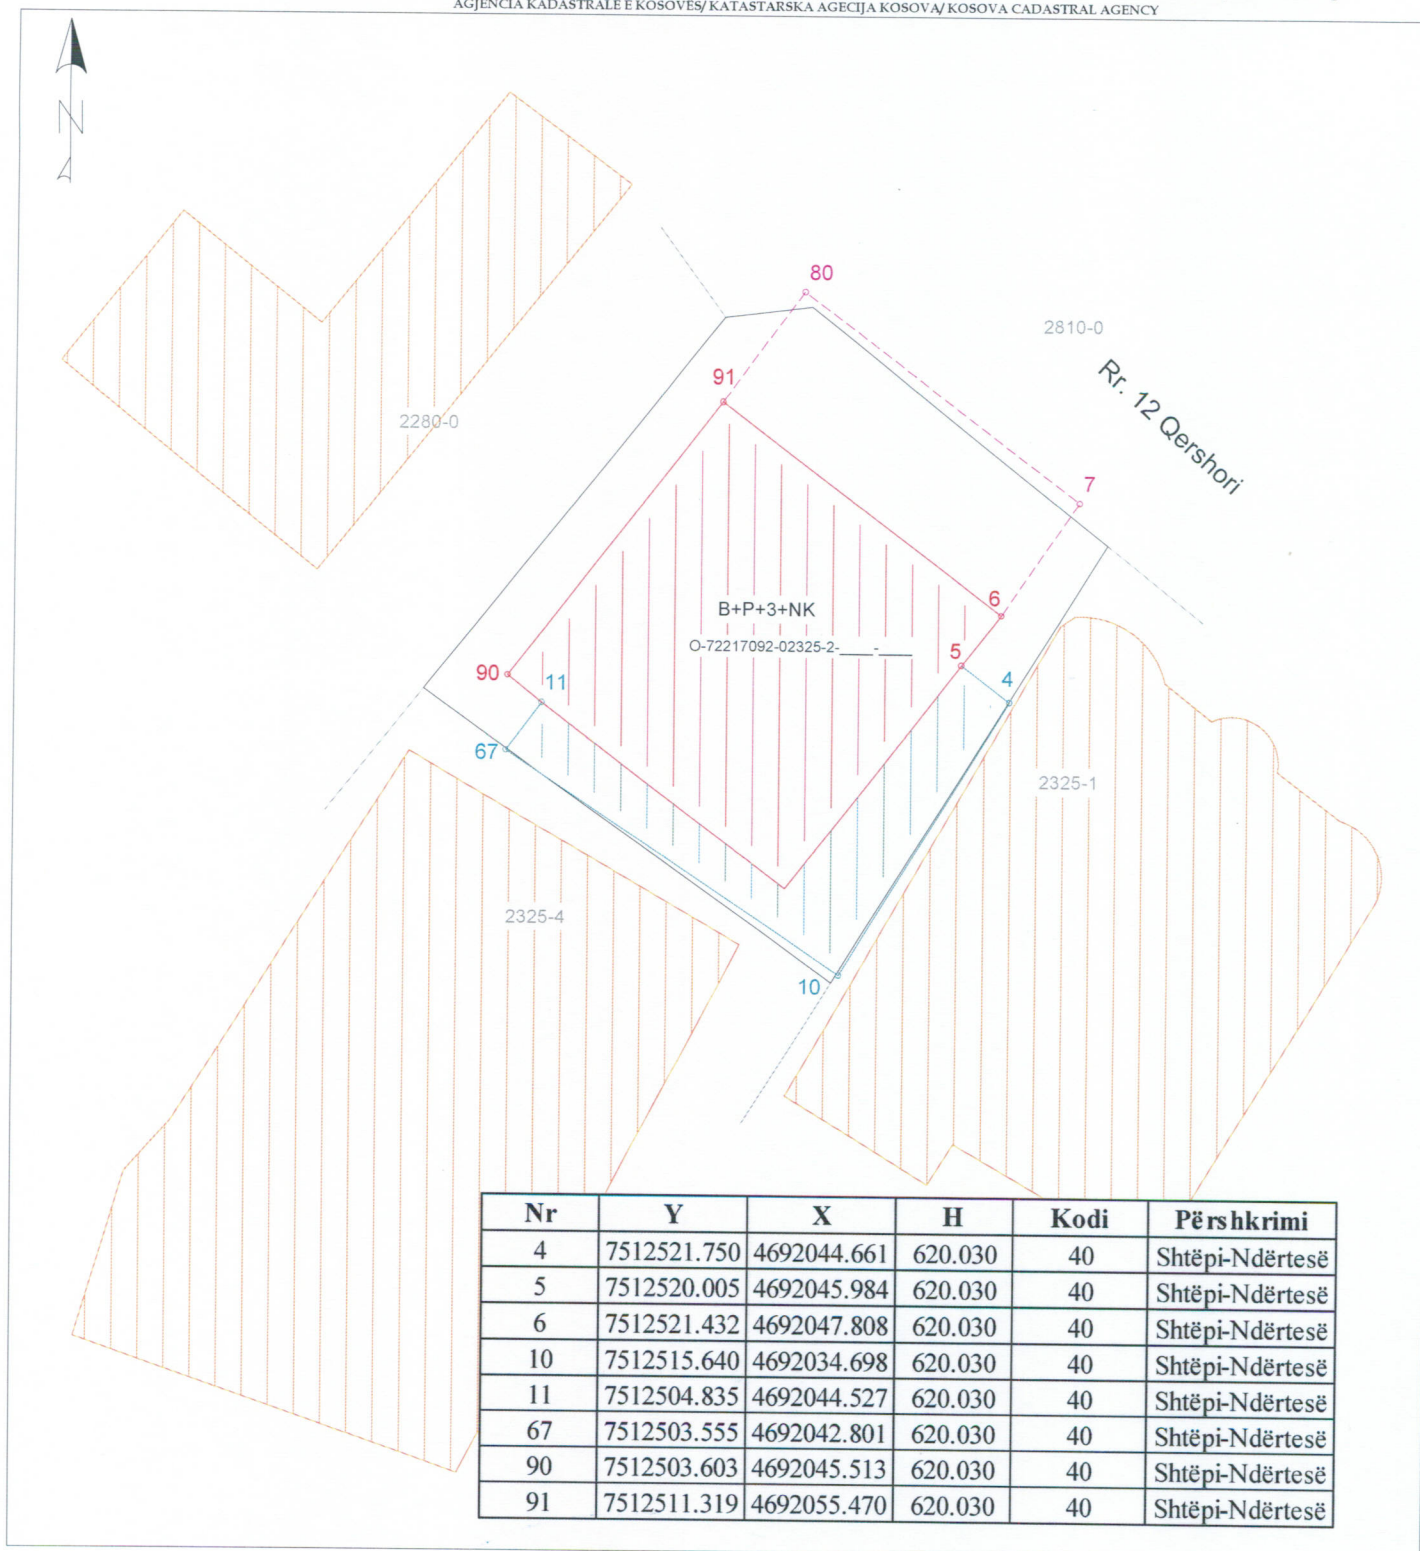 AGJENCIA KADASTRALE E KOSOVËS/ KATASTARSKA AGECIJA KOSOVA/ KOSOVA CADASTRAL AGENCY
N
80
2810-0
Rr. 12 Qershori
91
2280-0
7
B+P+3+NK
6
O-72217092-02325-2-____-____
5
90
11
4
67
2325-1
2325-4
10
Nr Y X H Kodi Përshkrimi
4 7512521.750 4692044.661 620.030 40 Shtëpi-Ndërtesë
5 7512520.005 4692045.984 620.030 40 Shtëpi-Ndërtesë
6 7512521.432 4692047.808 620.030 40 Shtëpi-Ndërtesë
10 7512515.640 4692034.698 620.030 40 Shtëpi-Ndërtesë
11 7512504.835 4692044.527 620.030 40 Shtëpi-Ndërtesë
67 7512503.555 4692042.801 620.030 40 Shtëpi-Ndërtesë
90 7512503.603 4692045.513 620.030 40 Shtëpi-Ndërtesë
91 7512511.319 4692055.470 620.030 40 Shtëpi-Ndërtesë